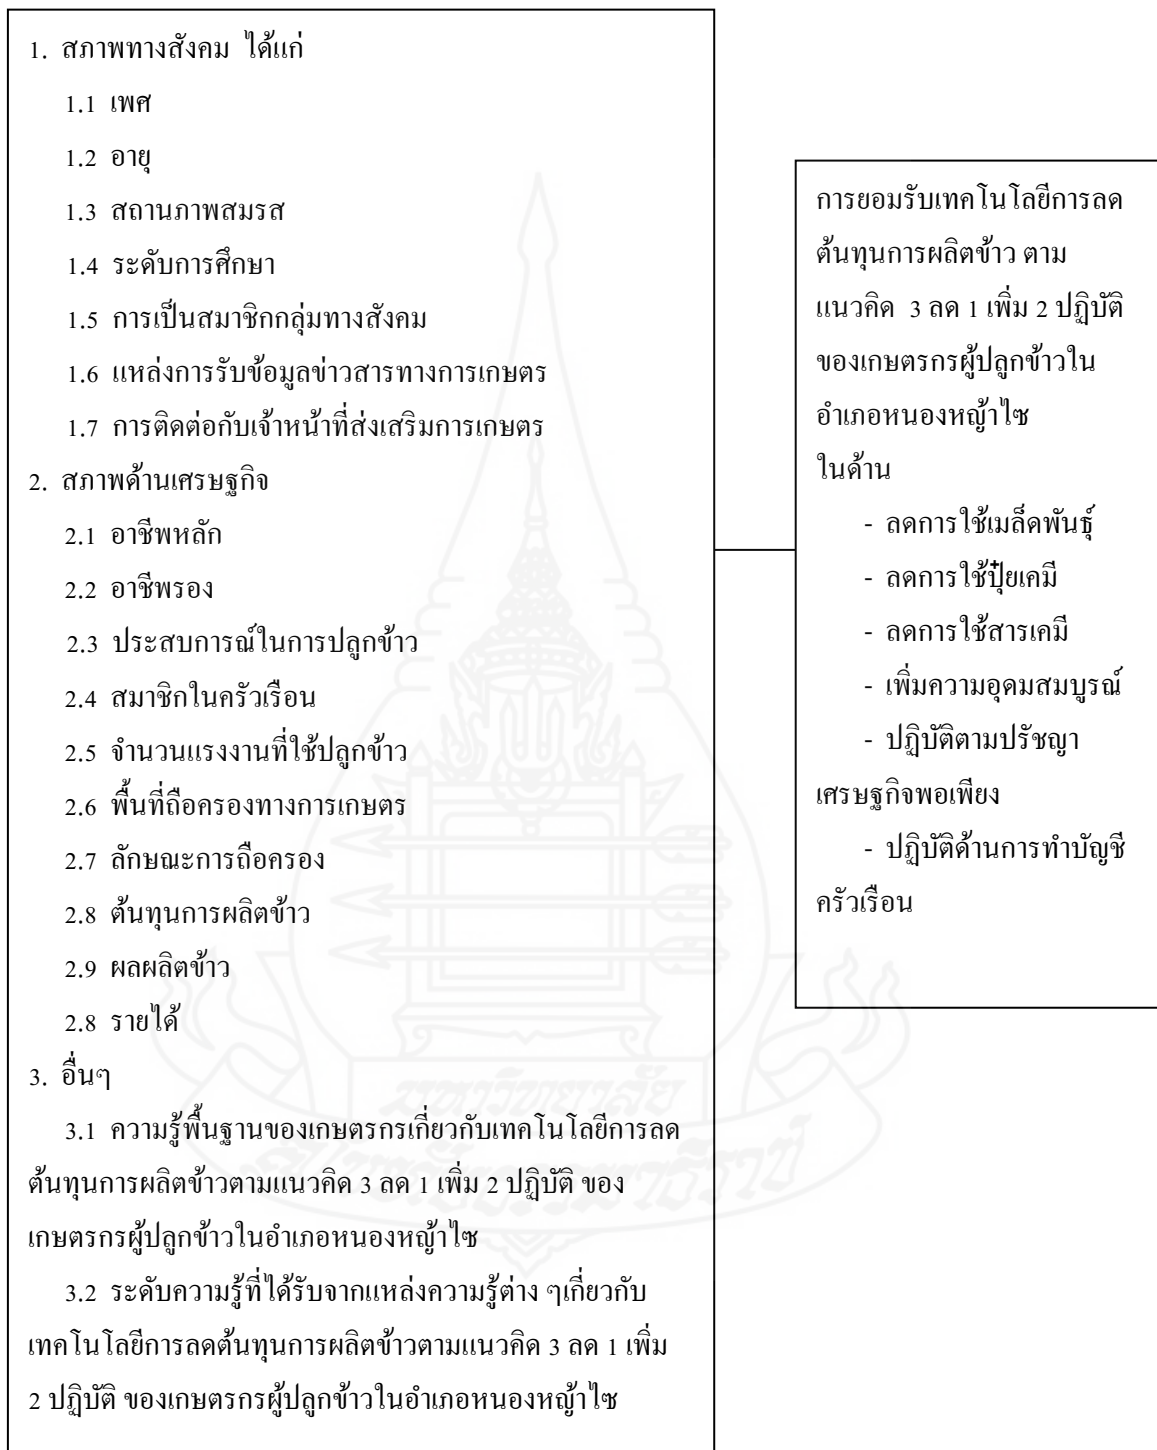 1. สภาพทางสังคม ได้แก่
1.1 เพศ
1.2 อายุ
1.3 สถานภาพสมรส
1.4 ระดับการศึกษา
1.5 การเป็นสมาชิกกลุ่มทางสังคม
1.6 แหล่งการรับข้อมูลข่าวสารทางการเกษตร
1.7 การติดต่อกับเจ้าหน้าที่ส่งเสริมการเกษตร
2. สภาพด้านเศรษฐกิจ
2.1 อาชีพหลัก
2.2 อาชีพรอง
2.3 ประสบการณ์ในการปลูกข้าว
2.4 สมาชิกในครัวเรือน
2.5 จำนวนแรงงานที่ใช้ปลูกข้าว
2.6 พื้นที่ถือครองทางการเกษตร
2.7 ลักษณะการถือครอง
2.8 ต้นทุนการผลิตข้าว
2.9 ผลผลิตข้าว
2.8 รายได้
3. อื่นๆ
3.1 ความรู้พื้นฐานของเกษตรกรเกี่ยวกับเทคโนโลยีการลด
ต้นทุนการผลิตข้าวตามแนวคิด 3 ลด 1 เพิ่ม 2 ปฏิบัติ ของ
เกษตรกรผู้ปลูกข้าวในอำเภอหนองหญ้าไซ
3.2 ระดับความรู้ที่ได้รับจากแหล่งความรู้ต่าง ๆเกี่ยวกับ
เทคโนโลยีการลดต้นทุนการผลิตข้าวตามแนวคิด 3 ลด 1 เพิ่ม
2 ปฏิบัติ ของเกษตรกรผู้ปลูกข้าวในอำเภอหนองหญ้าไซ
การยอมรับเทคโนโลยีการลด
ต้นทุนการผลิตข้าว ตาม
แนวคิด 3 ลด 1 เพิ่ม 2 ปฏิบัติ
ของเกษตรกรผู้ปลูกข้าวใน
อำเภอหนองหญ้าไซ
ในด้าน
- ลดการใช้เมล็ดพันธุ์
- ลดการใช้ปุ๋ยเคมี
- ลดการใช้สารเคมี
- เพิ่มความอุดมสมบูรณ์
- ปฏิบัติตามปรัชญา
เศรษฐกิจพอเพียง
- ปฏิบัติด้านการทำบัญชี
ครัวเรือน
มหาวิทยาลัย
สุโขทัยธรรมาธิราช